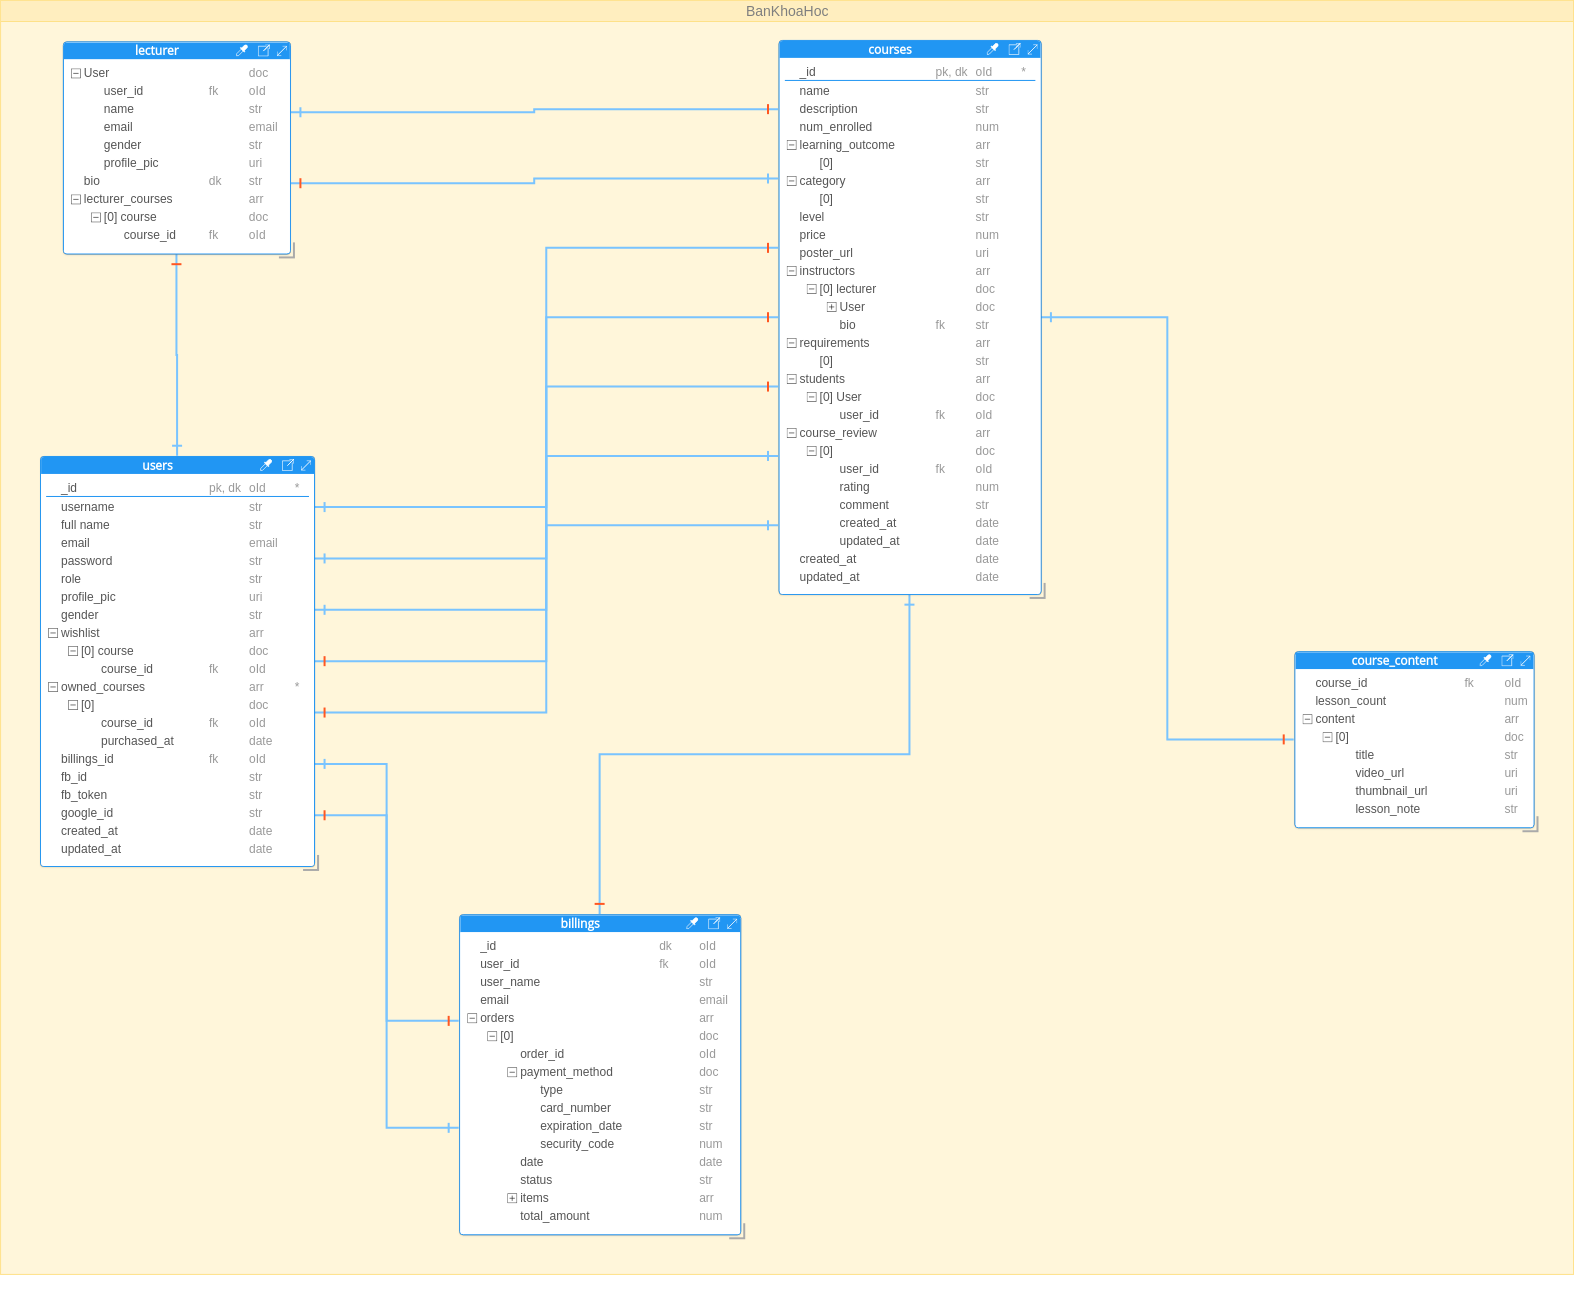 BanKhoaHoc
lecturer
User doc
user_id fk oId
name str
email email
gender str
profile_pic uri
bio dk str
lecturer_courses arr
[0] course doc
course_id fk oId
courses
_id pk, dk oId *
name str
description str
num_enrolled num
learning_outcome arr
[0] str
category arr
[0] str
level str
price num
poster_url uri
instructors arr
[0] lecturer doc
User doc
bio fk str
requirements arr
[0] str
students arr
[0] User doc
user_id fk oId
course_review arr
[0] doc
user_id fk oId
rating num
comment str
created_at date
updated_at date
created_at date
updated_at date
users
_id pk, dk oId *
username str
full name str
email email
password str
role str
profile_pic uri
gender str
wishlist arr
[0] course doc
course_id fk oId
owned_courses arr *
[0] doc
course_id fk oId
purchased_at date
billings_id fk oId
fb_id str
fb_token str
google_id str
created_at date
updated_at date
course_content
course_id fk oId
lesson_count num
content arr
[0] doc
title str
video_url uri
thumbnail_url uri
lesson_note str
billings
_id dk oId
user_id fk oId
user_name str
email email
orders arr
[0] doc
order_id oId
payment_method doc
type str
card_number str
expiration_date str
security_code num
date date
status str
items arr
total_amount num